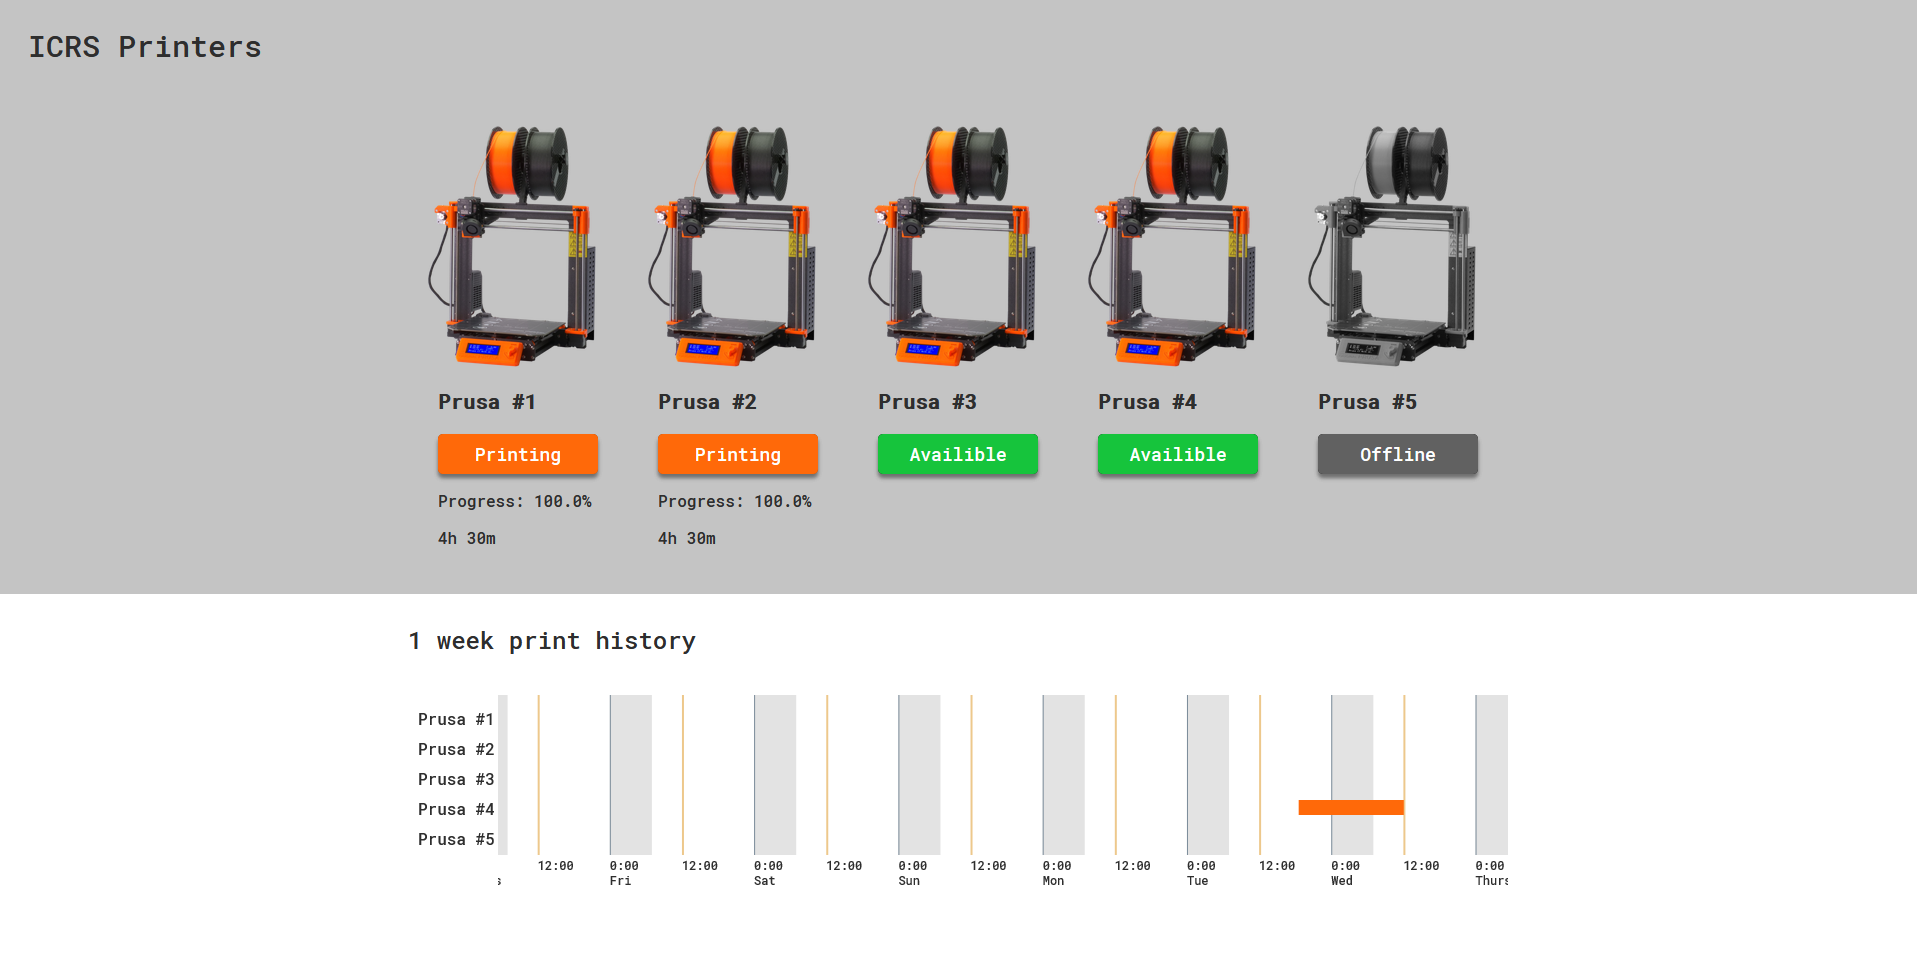 ICRS Printers
Prusa #1 Prusa #2 Prusa #3 Prusa #4 Prusa #5
Printing Printing Availible Availible Offline
Progress: 100.0% Progress: 100.0%
4h 30m 4h 30m
1 week print history
Prusa #1
Prusa #2
Prusa #3
Prusa #4
Prusa #5
12:00 0:00 12:00 0:00 12:00 0:00 12:00 0:00 12:00 0:00 12:00 0:00 12:00 0:00
s Fri Sat Sun Mon Tue Wed Thurs